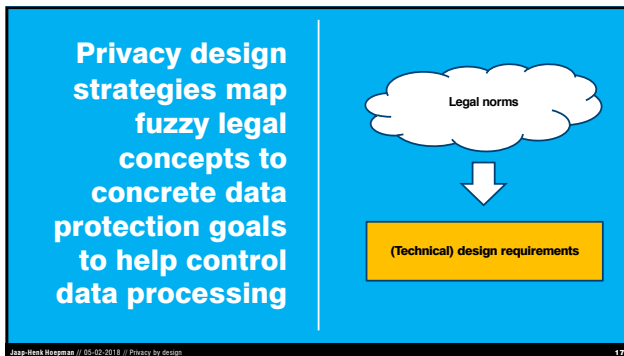 Privacy design
strategies map
fuzzy legal
concepts to
concrete data
protection goals
to help control
data processing
Legal norms
(Technical) design requirements
Jaap-Henk Hoepman // 05-02-2018 // Privacy by design
17